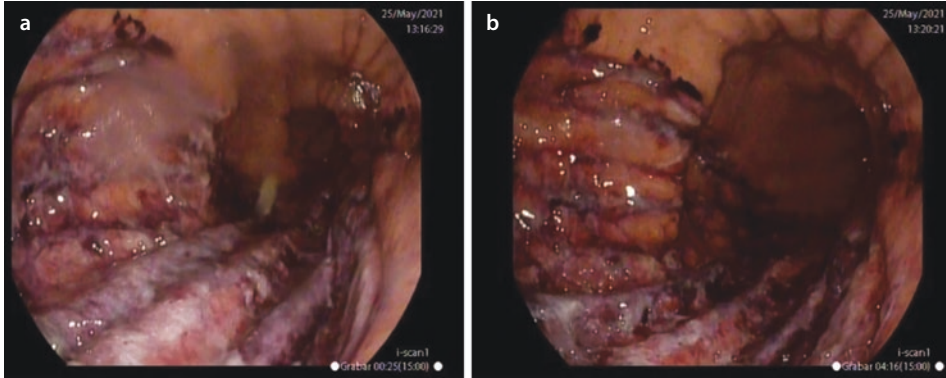 a
25/May/2021
13:16:29
i-scan1
Grabar 00:25(15:00)
b
25/May/2021
13:20:21
i-scan1
Grabar 04:16(15:00)